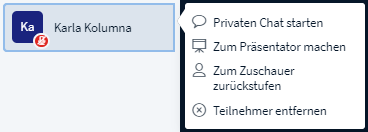 Ka
Karla Kolumna
Privaten Chat starten
Zum Präsentator machen
Zum Zuschauer
zurückstufen
Teilnehmer entfernen